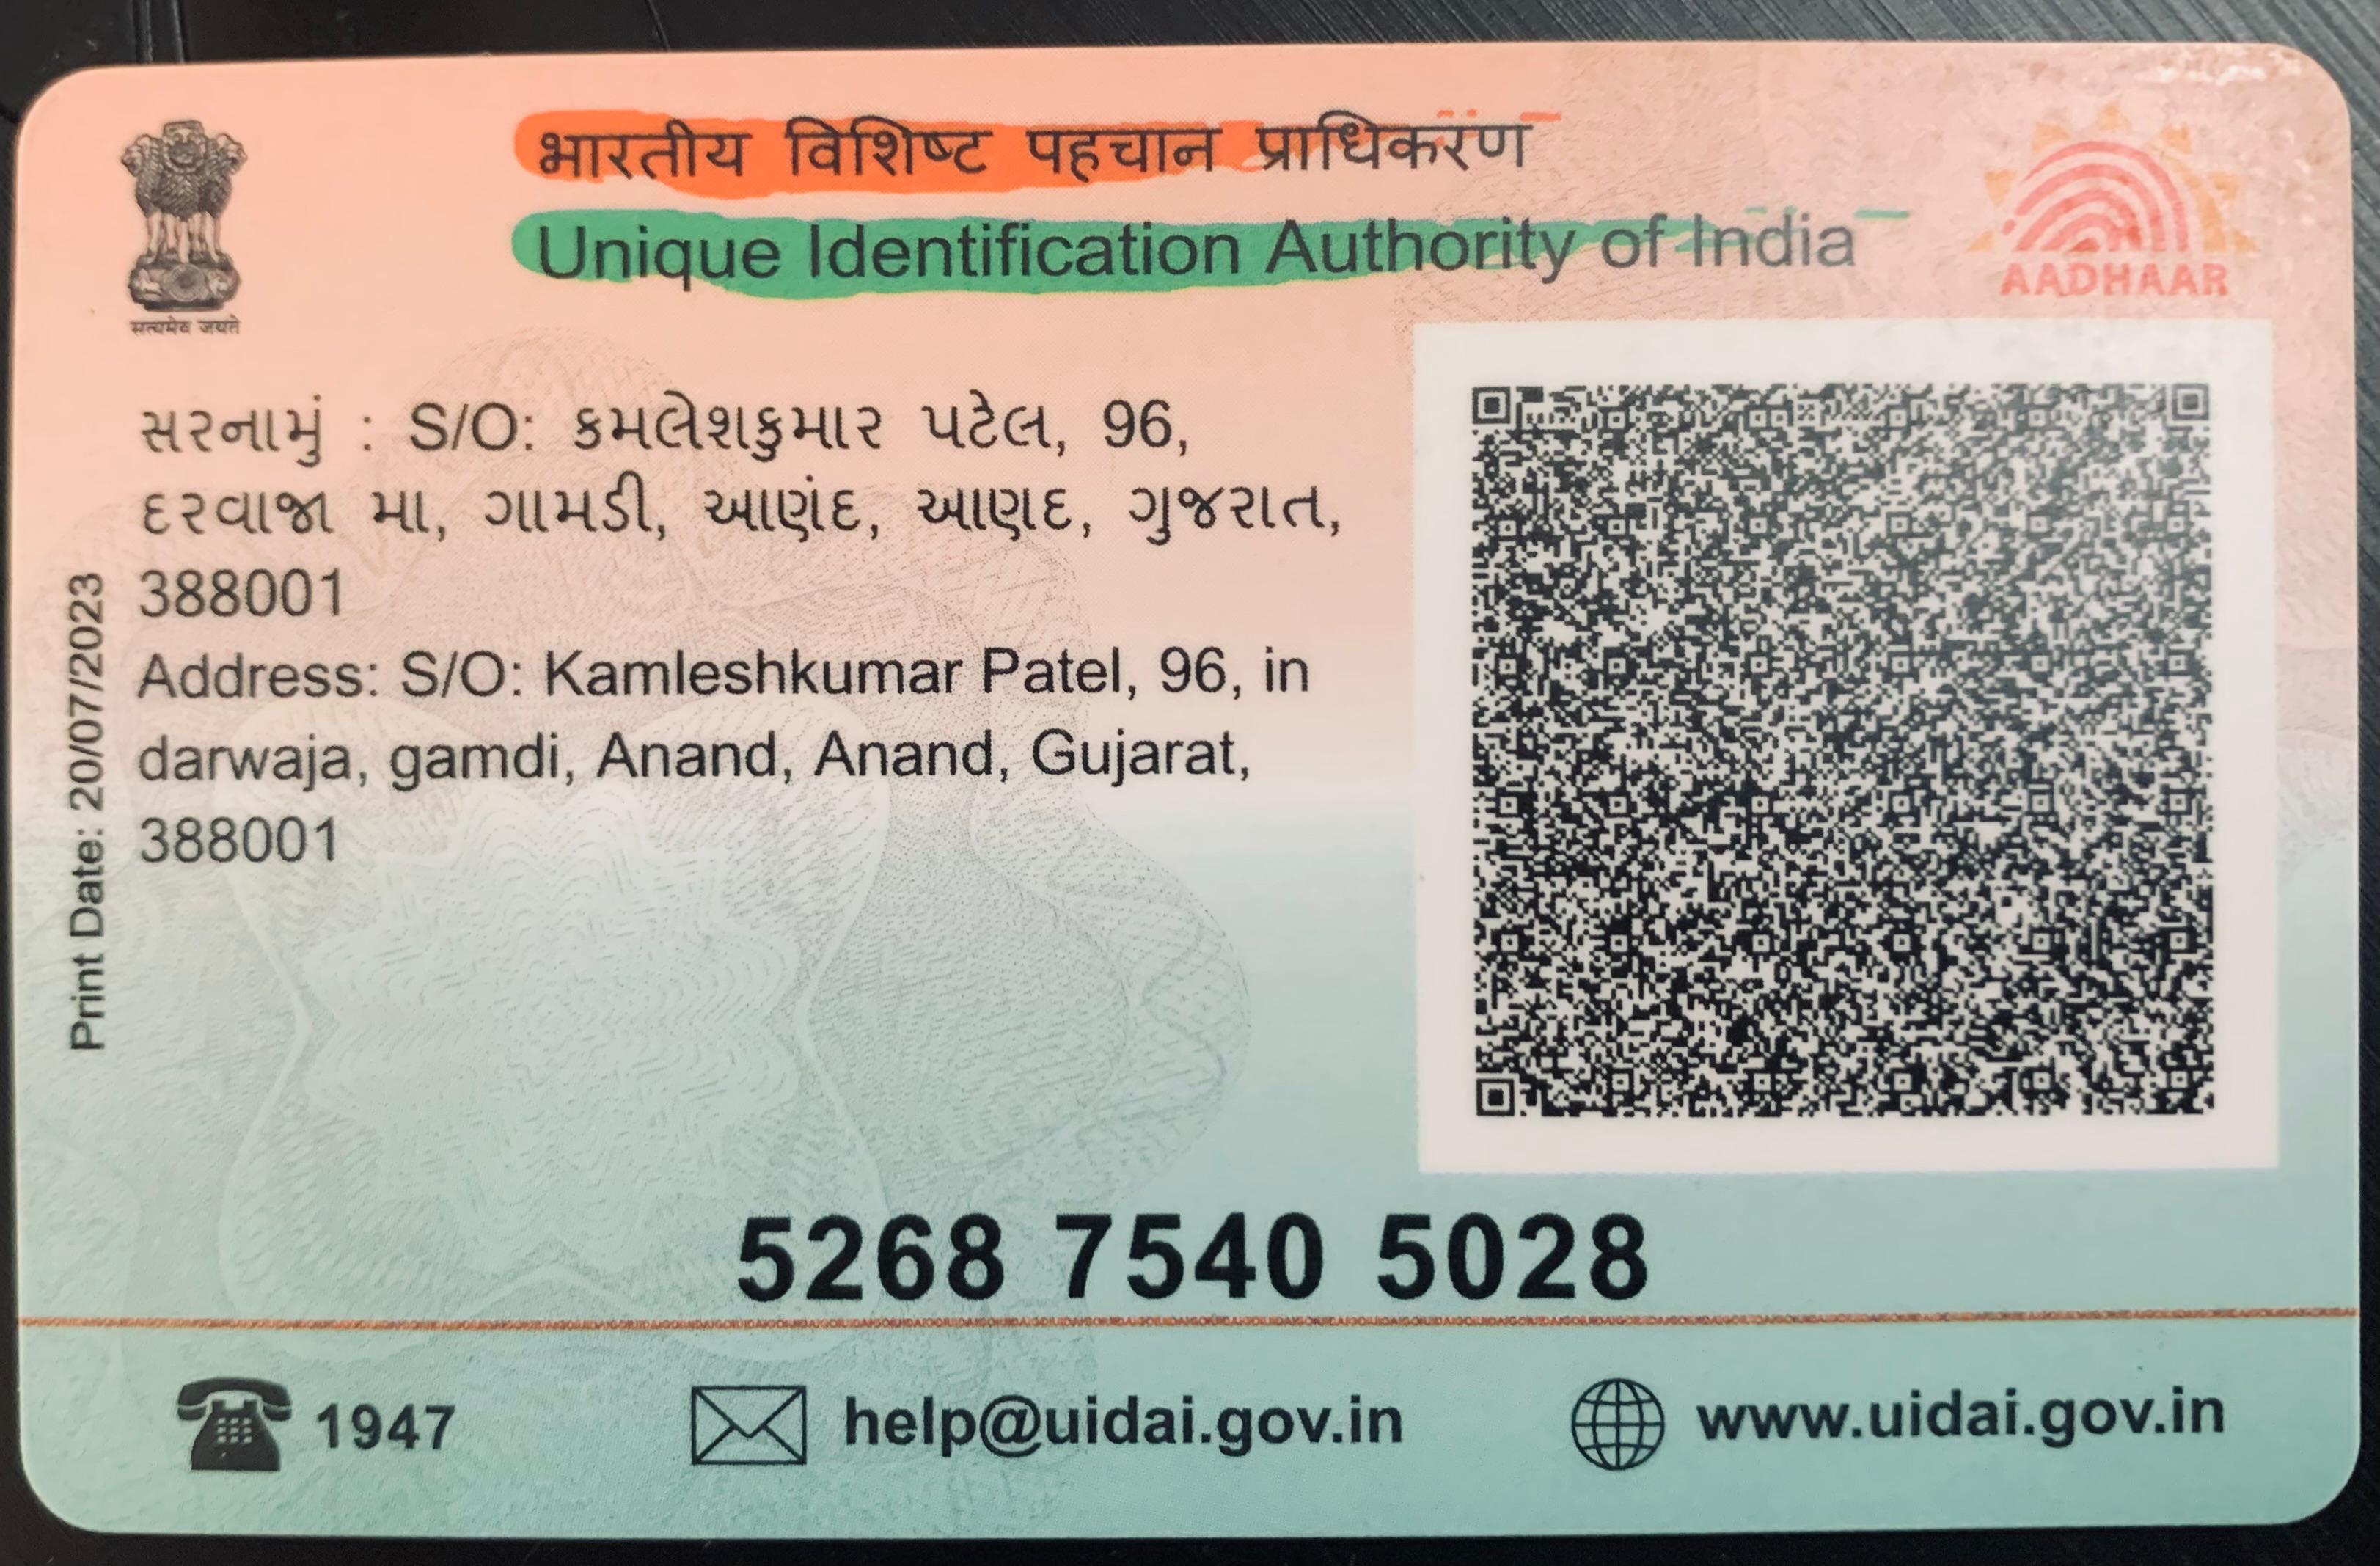 भारतीय विशिष्ट पहचान प्राधिकरण
Unique Identification Authority of India
सत्यमेव जयते
AADHAAR
સરનામું : S/O: કમલેશકુમાર પટેલ, 96,
દરવાજા મા, ગામડી, આણંદ, આણદ, ગુજરાત,
388001
Address: S/O: Kamleshkumar Patel, 96, in
darwaja, gamdi, Anand, Anand, Gujarat,
388001
Print Date: 20/07/2023
5268 7540 5028
1947
help@uidai.gov.in
www.uidai.gov.in